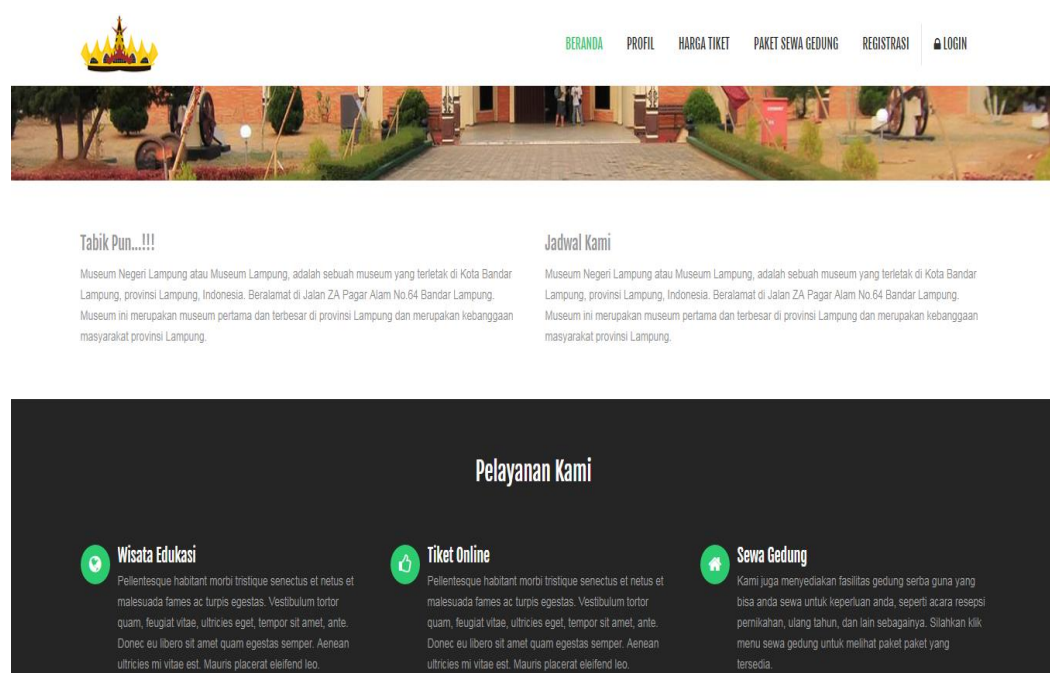 BERANDA PROFIL HARGA TIKET PAKET SEWA GEDUNG REGISTRASI LOGIN
Tabik Pun...!!!
Museum Negeri Lampung atau Museum Lampung, adalah sebuah museum yang terletak di Kota Bandar
Lampung, provinsi Lampung, Indonesia. Beralamat di Jalan ZA Pagar Alam No.64 Bandar Lampung.
Museum ini merupakan museum pertama dan terbesar di provinsi Lampung dan merupakan kebanggaan
masyarakat provinsi Lampung.
Jadwal Kami
Museum Negeri Lampung atau Museum Lampung, adalah sebuah museum yang terletak di Kota Bandar
Lampung, provinsi Lampung, Indonesia. Beralamat di Jalan ZA Pagar Alam No.64 Bandar Lampung.
Museum ini merupakan museum pertama dan terbesar di provinsi Lampung dan merupakan kebanggaan
masyarakat provinsi Lampung.
Pelayanan Kami
Wisata Edukasi
Pellentesque habitant morbi tristique senectus et netus et
malesuada fames ac turpis egestas. Vestibulum tortor
quam, feugiat vitae, ultricies eget, tempor sit amet, ante.
Donec eu libero sit amet quam egestas semper. Aenean
ultricies mi vitae est. Mauris placerat eleifend leo.
Tiket Online
Pellentesque habitant morbi tristique senectus et netus et
malesuada fames ac turpis egestas. Vestibulum tortor
quam, feugiat vitae, ultricies eget, tempor sit amet, ante.
Donec eu libero sit amet quam egestas semper. Aenean
ultricies mi vitae est. Mauris placerat eleifend leo.
Sewa Gedung
Kami juga menyediakan fasilitas gedung serba guna yang
bisa anda sewa untuk keperluan anda, seperti acara resepsi
pernikahan, ulang tahun, dan lain sebagainya. Silahkan klik
menu sewa gedung untuk melihat paket paket yang
tersedia.